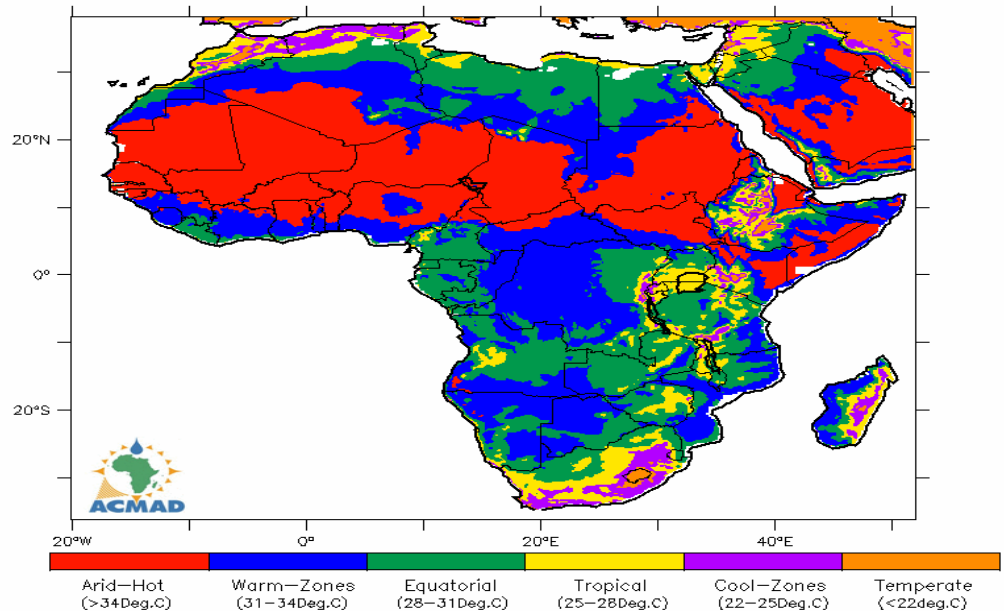 20°N
0°
20°S
ACMAD
20°W 0° 20°E 40°E
Arid-Hot Warm-Zones Equatorial Tropical Cool-Zones Temperate
(>34Deg.C) (31-34Deg.C) (28-31Deg.C) (25-28Deg.C) (22-25Deg.C) (<22deg.C)